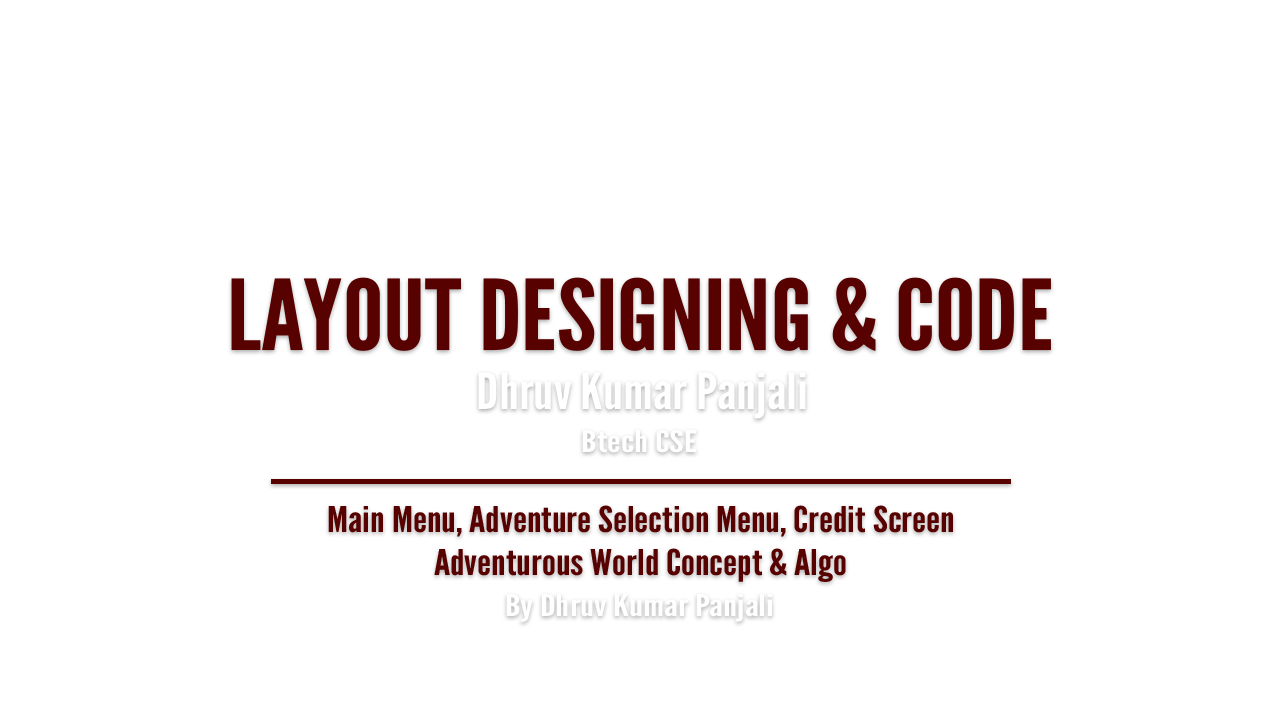 LAYOUT DESIGNING & CODE
Dhruv Kumar Panjali
Btech CSE
Main Menu, Adventure Selection Menu, Credit Screen
Adventurous World Concept & Algo
By Dhruv Kumar Panjali